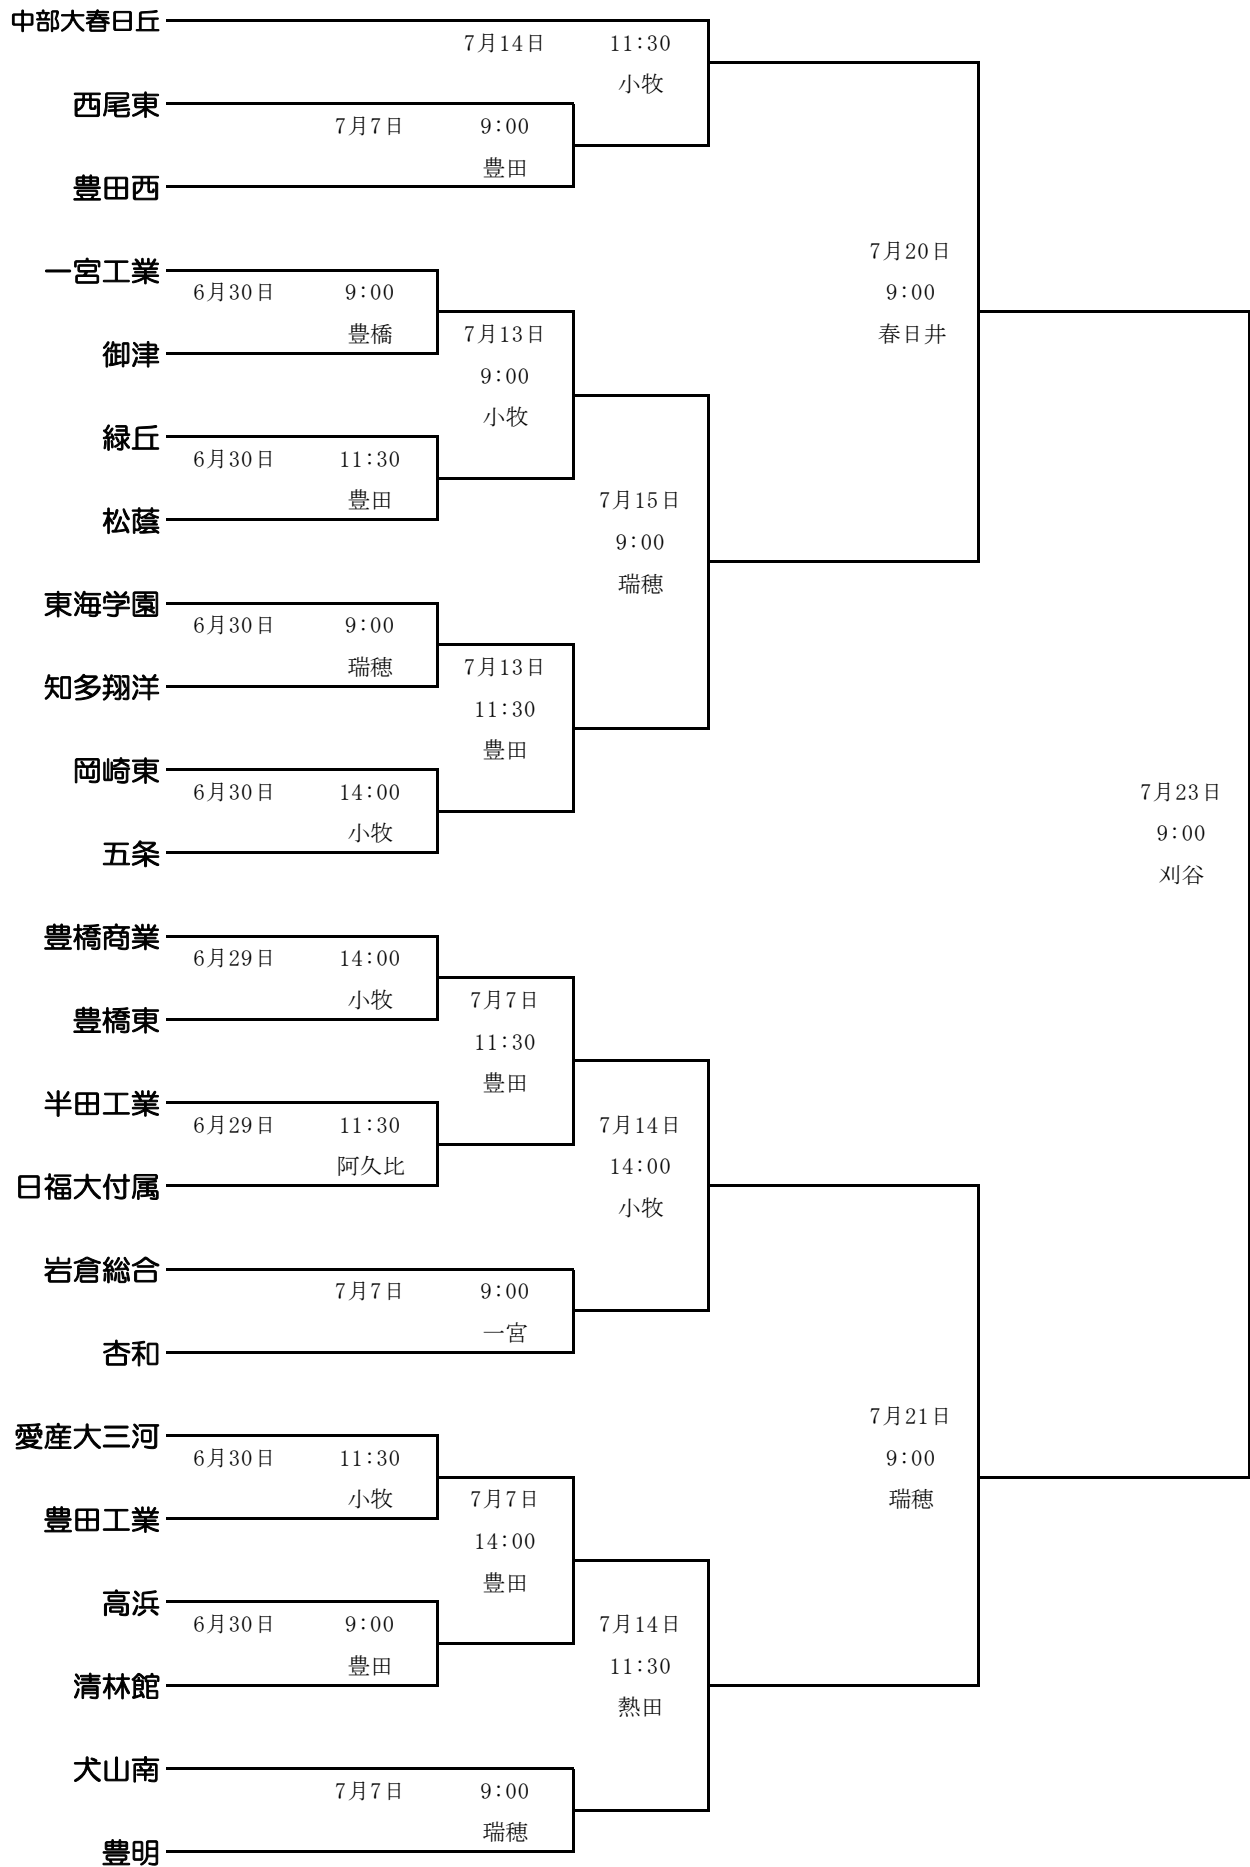 中部大春日丘
7月14日 11:30
小牧
西尾東
7月7日 9:00
豊田
豊田西
7月20日
9:00
春日井
一宮工業
6月30日 9:00
豊橋
御津
7月13日
9:00
小牧
緑丘
6月30日 11:30
豊田
松蔭
7月15日
9:00
瑞穂
東海学園
6月30日 9:00
瑞穂
知多翔洋
7月13日
11:30
豊田
岡崎東
6月30日 14:00
小牧
五条
7月23日
9:00
刈谷
豊橋商業
6月29日 14:00
小牧
豊橋東
7月7日
11:30
豊田
半田工業
6月29日 11:30
阿久比
日福大付属
7月14日
14:00
小牧
岩倉総合
7月7日 9:00
一宮
杏和
7月21日
9:00
瑞穂
愛産大三河
6月30日 11:30
小牧
豊田工業
7月7日
14:00
豊田
高浜
6月30日 9:00
豊田
清林館
7月14日
11:30
熱田
犬山南
7月7日 9:00
瑞穂
豊明